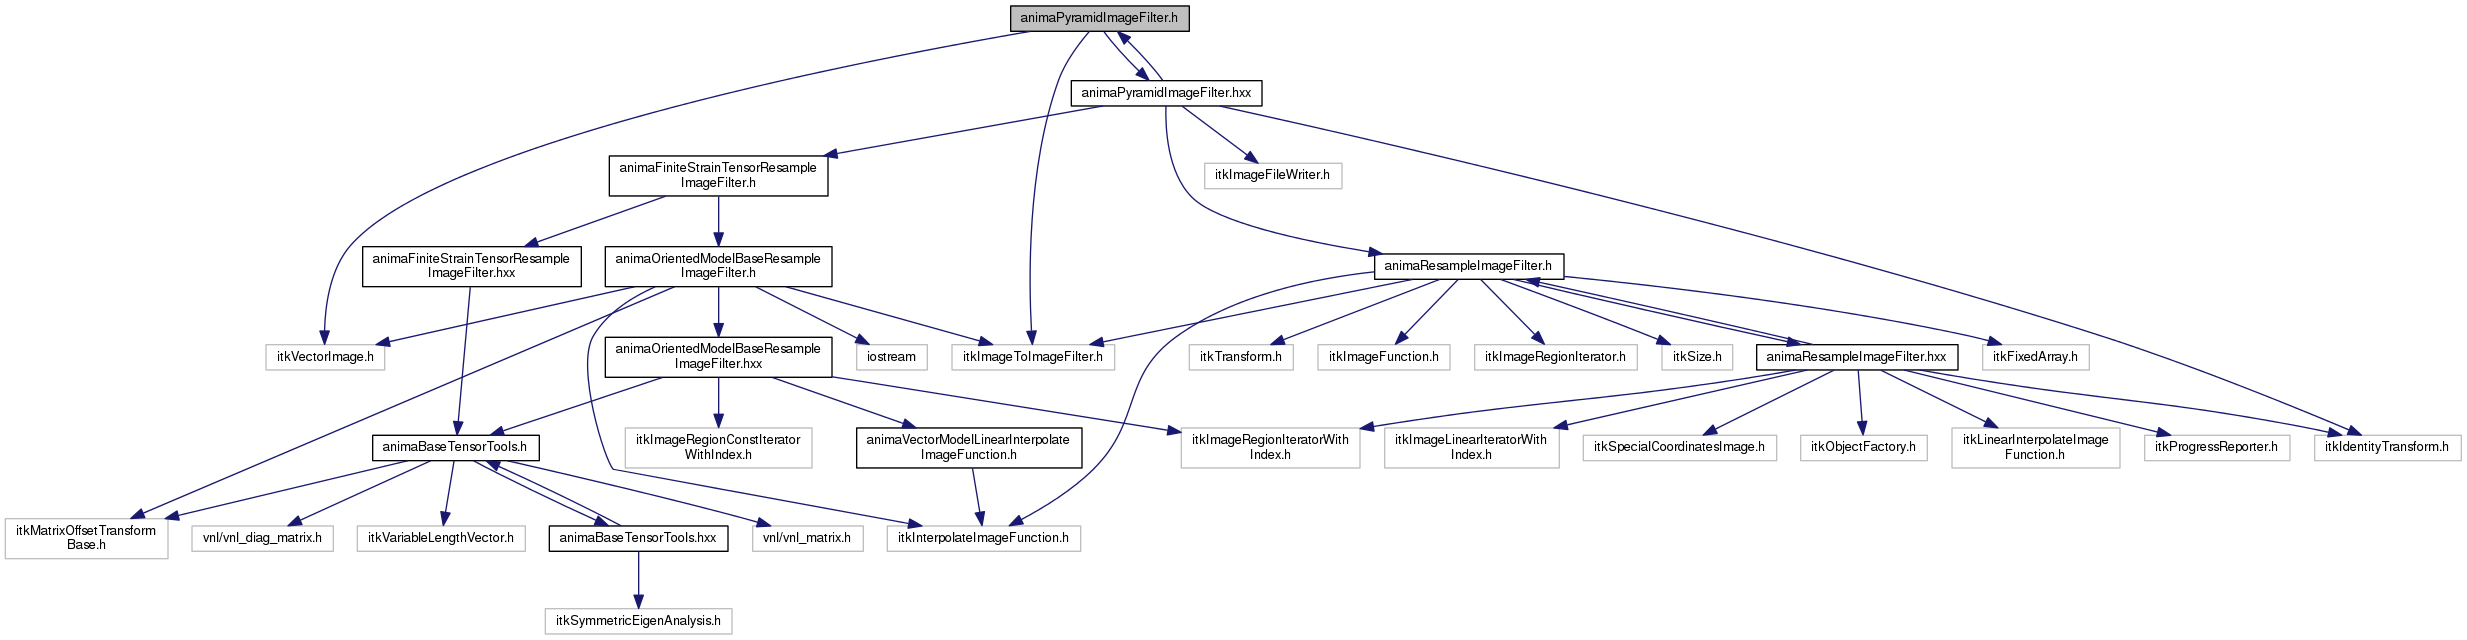 animaPyramidImageFilter.h
animaPyramidImageFilter.hxx
animaFiniteStrainTensorResample
ImageFilter.h
itkImageFileWriter.h
animaFiniteStrainTensorResample
ImageFilter.hxx
animaOrientedModelBaseResample
ImageFilter.h
animaResampleImageFilter.h
itkVectorImage.h
animaOrientedModelBaseResample
ImageFilter.hxx
iostream
itkImageToImageFilter.h
itkTransform.h
itkImageFunction.h
itkImageRegionIterator.h
itkSize.h
animaResampleImageFilter.hxx
itkFixedArray.h
animaBaseTensorTools.h
itkImageRegionConstIterator
WithIndex.h
animaVectorModelLinearInterpolate
ImageFunction.h
itkImageRegionIteratorWith
Index.h
itkImageLinearIteratorWith
Index.h
itkSpecialCoordinatesImage.h
itkObjectFactory.h
itkLinearInterpolateImage
Function.h
itkProgressReporter.h
itkIdentityTransform.h
itkMatrixOffsetTransform
Base.h
vnl/vnl_diag_matrix.h
itkVariableLengthVector.h
animaBaseTensorTools.hxx
vnl/vnl_matrix.h
itkInterpolateImageFunction.h
itkSymmetricEigenAnalysis.h